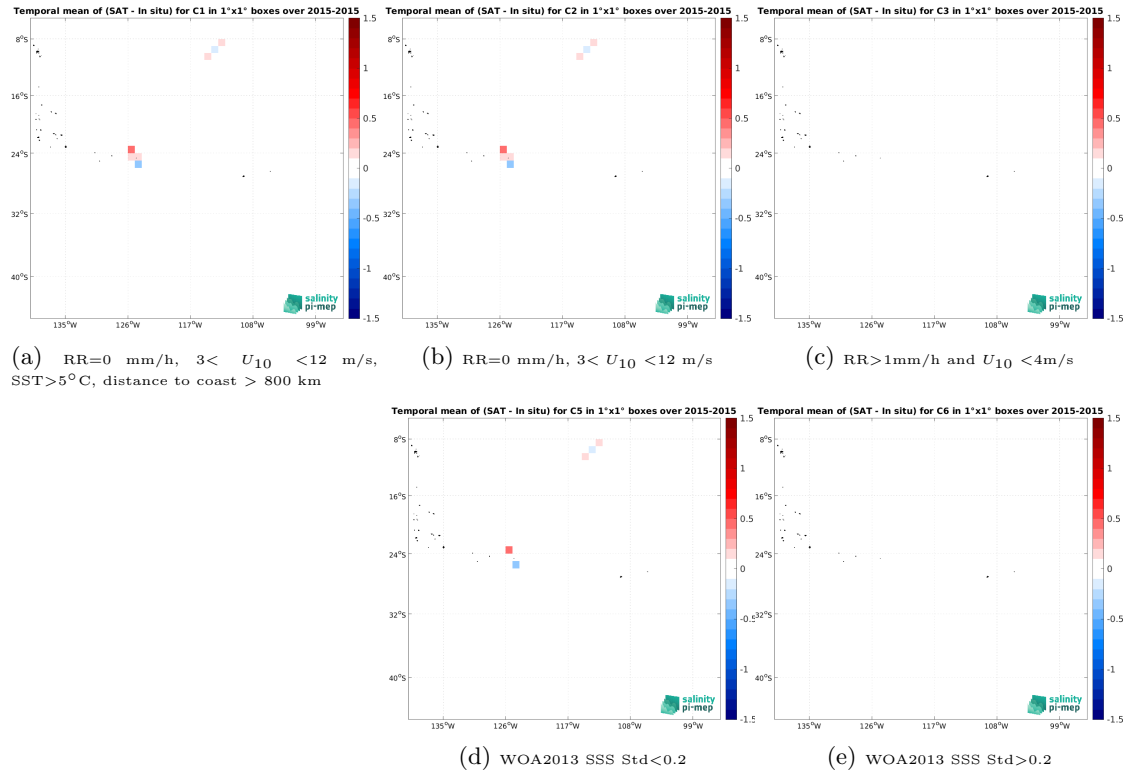 Temporal mean of (SAT - In situ) for C1 in 1°x1° boxes over 2015-2015
8°S
16°S
24°S
32°S
40°S
135°W
126°W
117°W
108°W
99°W
1.5
1
0.5
0
-0.5
-1
-1.5
salinity
pi-mep
(a) RR=0 mm/h, 3< U10 <12 m/s,
SST>5°C, distance to coast > 800 km
Temporal mean of (SAT - In situ) for C2 in 1°x1° boxes over 2015-2015
8°S
16°S
24°S
32°S
40°S
135°W
126°W
117°W
108°W
99°W
1.5
1
0.5
0
-0.5
-1
-1.5
salinity
pi-mep
(b) RR=0 mm/h, 3< U10 <12 m/s
Temporal mean of (SAT - In situ) for C3 in 1°x1° boxes over 2015-2015
8°S
16°S
24°S
32°S
40°S
135°W
126°W
117°W
108°W
99°W
1.5
1
0.5
0
-0.5
-1
-1.5
salinity
pi-mep
(c) RR>1mm/h and U10 <4m/s
Temporal mean of (SAT - In situ) for C5 in 1°x1° boxes over 2015-2015
8°S
16°S
24°S
32°S
40°S
135°W
126°W
117°W
108°W
99°W
1.5
1
0.5
0
-0.5
-1
-1.5
salinity
pi-mep
(d) WOA2013 SSS Std<0.2
Temporal mean of (SAT - In situ) for C6 in 1°x1° boxes over 2015-2015
8°S
16°S
24°S
32°S
40°S
135°W
126°W
117°W
108°W
99°W
1.5
1
0.5
0
-0.5
-1
-1.5
salinity
pi-mep
(e) WOA2013 SSS Std>0.2